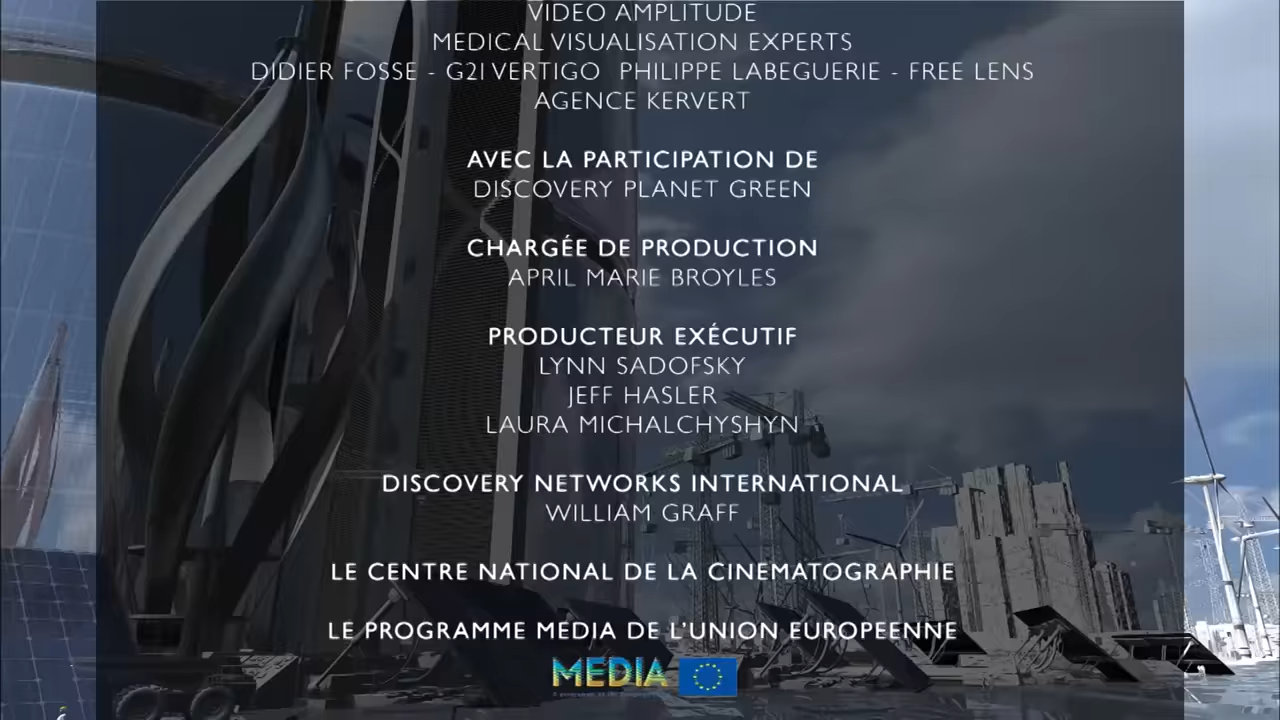 VIDEO AMPLITUDE
MEDICAL VISUALISATION EXPERTS
DIDIER FOSSE - G2I VERTIGO PHILIPPE LABEGUERIE - FREE LENS
AGENCE KERVERT
AVEC LA PARTICIPATION DE
DISCOVERY PLANET GREEN
CHARGÉE DE PRODUCTION
APRIL MARIE BROYLES
PRODUCTEUR EXÉCUTIF
LYNN SADOFSKY
JEFF HASLER
LAURA MICHALCHYSHYN
DISCOVERY NETWORKS INTERNATIONAL
WILLIAM GRAFF
LE CENTRE NATIONAL DE LA CINEMATOGRAPHIE
LE PROGRAMME MEDIA DE L'UNION EUROPEENNE
MEDIA